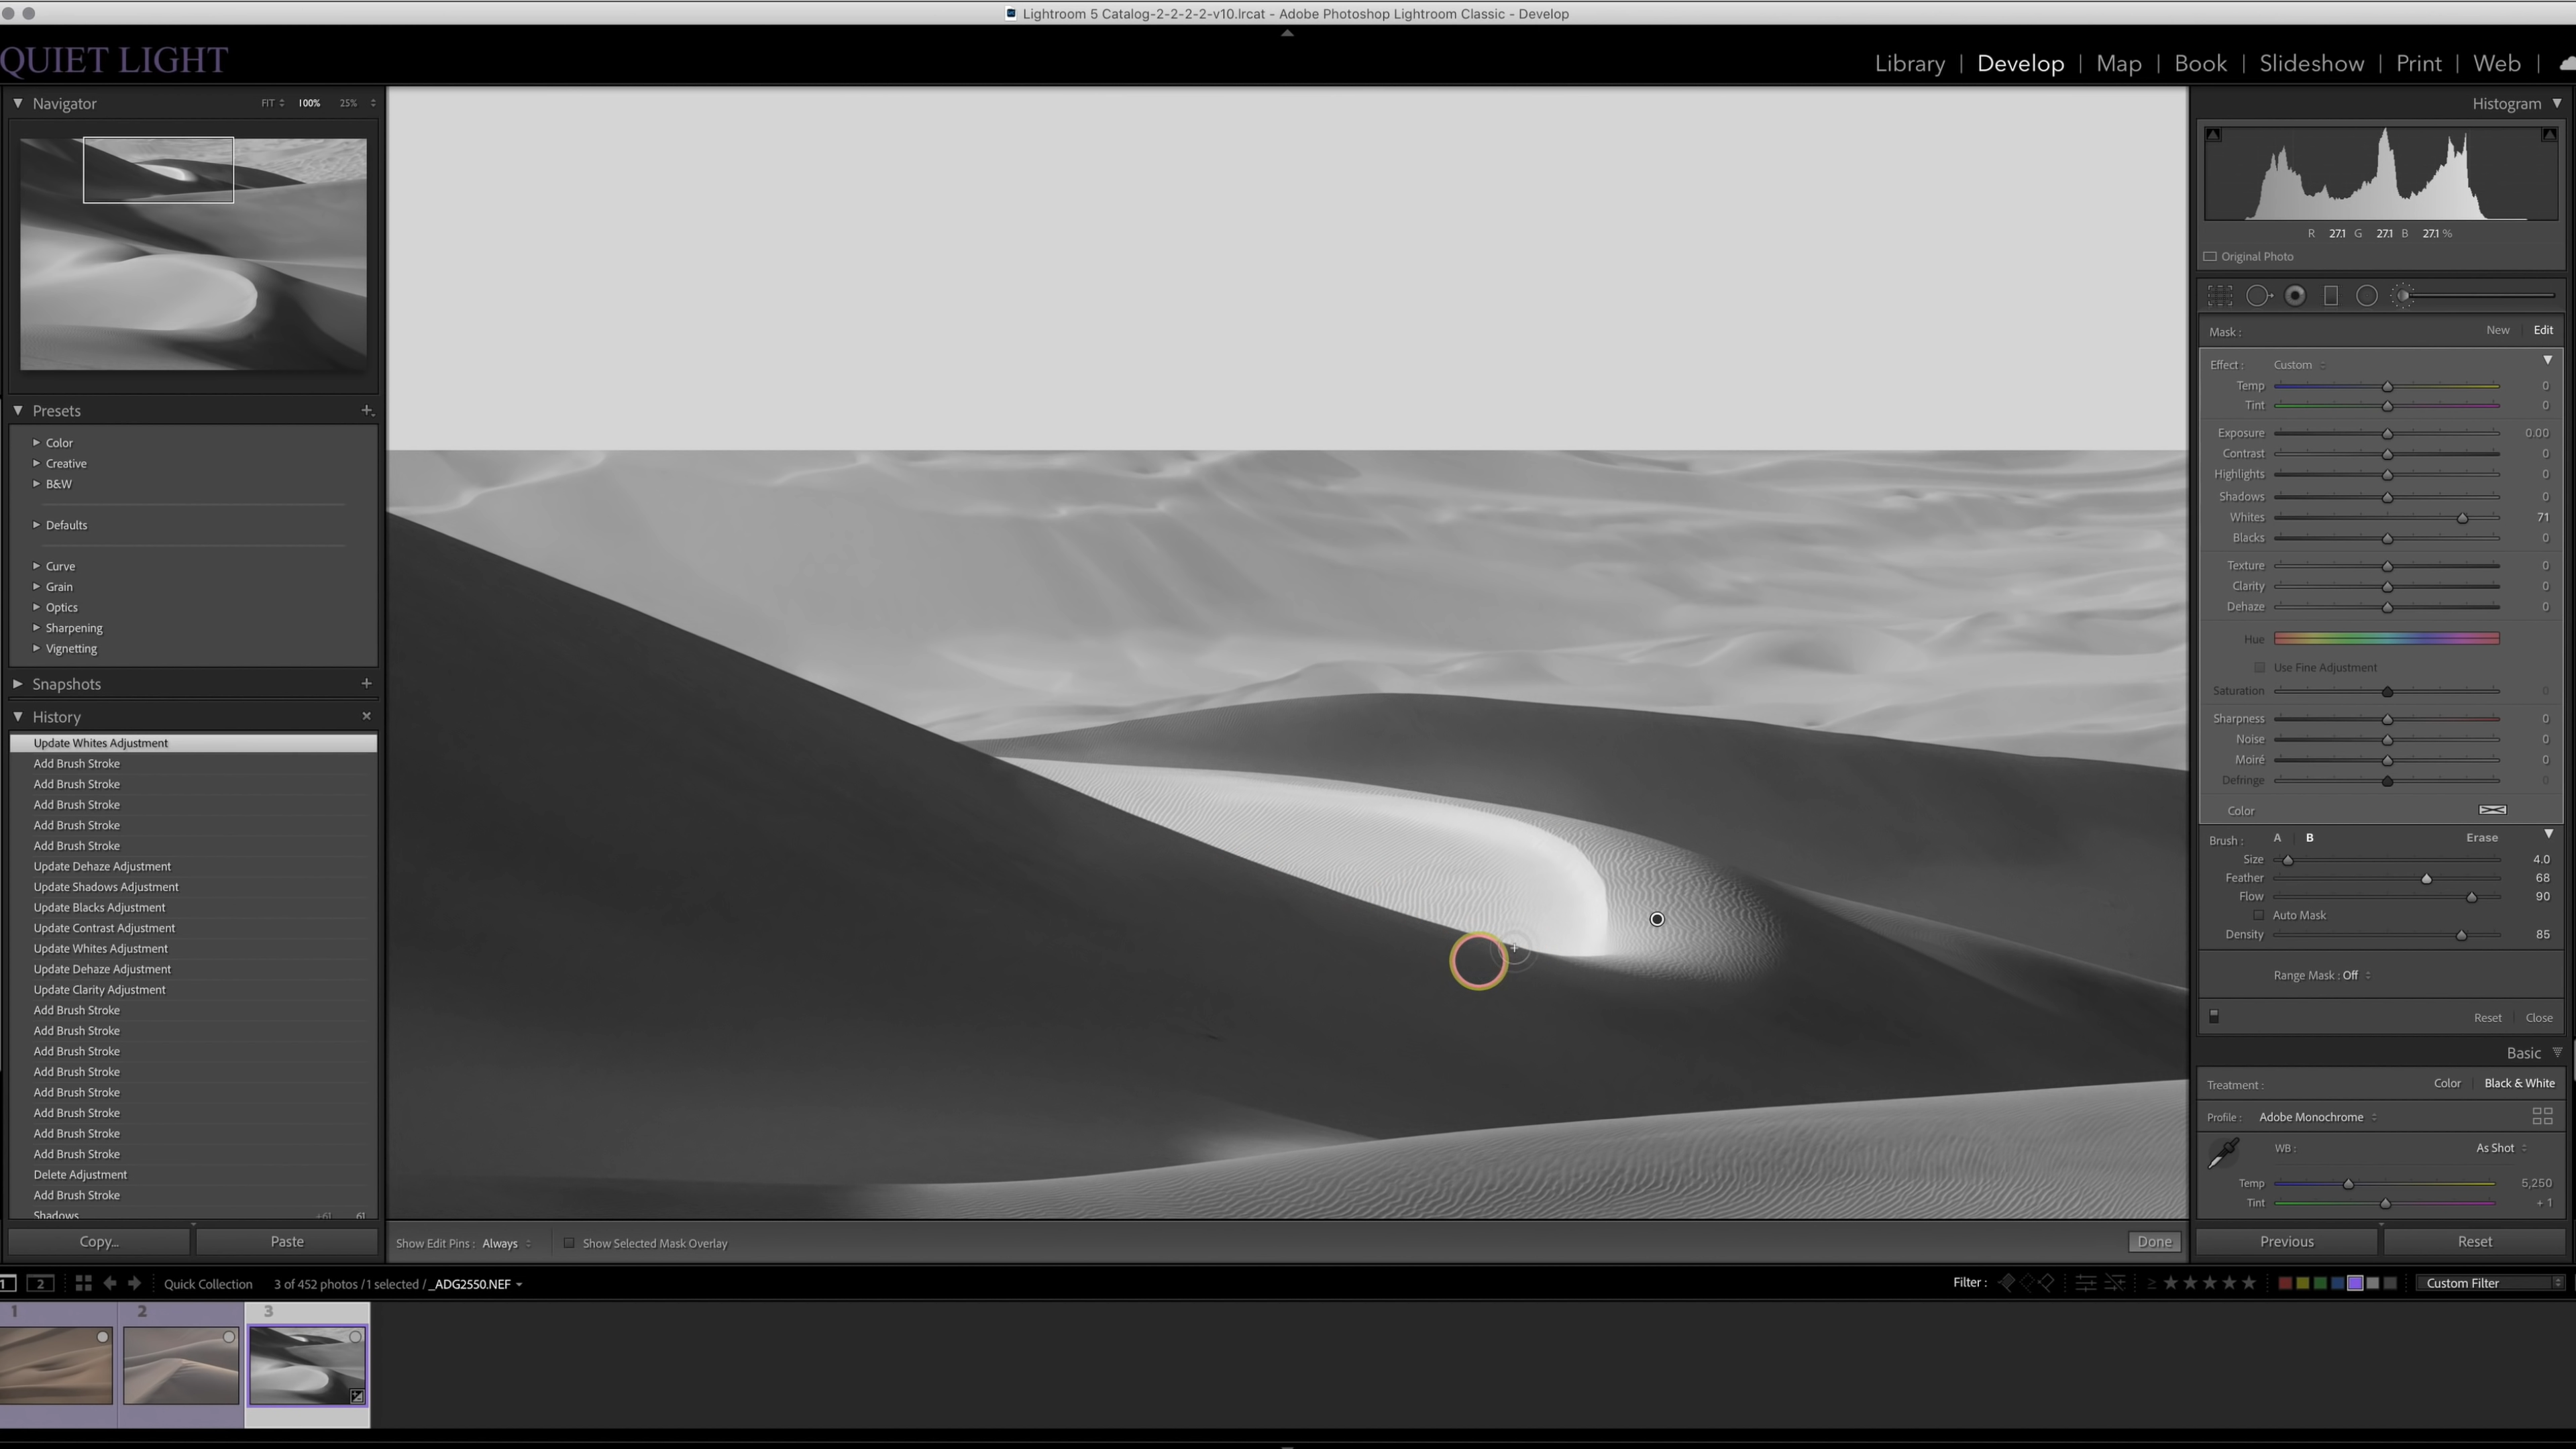 Lightroom 5 Catalog-2-2-2-2-v10.lrcat - Adobe Photoshop Lightroom Classic - Develop
QUIET LIGHT
Library | Develop | Map | Book | Slideshow | Print | Web |
Navigator FIT 100% 25%
Presets
Color
Creative
B&W
Defaults
Curve
Grain
Optics
Sharpening
Vignetting
Snapshots
History
Update Whites Adjustment
Add Brush Stroke
Add Brush Stroke
Add Brush Stroke
Add Brush Stroke
Add Brush Stroke
Update Dehaze Adjustment
Update Shadows Adjustment
Update Blacks Adjustment
Update Contrast Adjustment
Update Whites Adjustment
Update Dehaze Adjustment
Update Clarity Adjustment
Add Brush Stroke
Add Brush Stroke
Add Brush Stroke
Add Brush Stroke
Add Brush Stroke
Add Brush Stroke
Add Brush Stroke
Add Brush Stroke
Delete Adjustment
Add Brush Stroke
Shadows +61 61
Copy... Paste
Show Edit Pins : Always Show Selected Mask Overlay Done
Histogram
R 27.1 G 27.1 B 27.1 %
Original Photo
Mask : New Edit
Effect : Custom
Temp 0
Tint 0
Exposure 0.00
Contrast 0
Highlights 0
Shadows 0
Whites 71
Blacks 0
Texture 0
Clarity 0
Dehaze 0
Hue
Use Fine Adjustment
Saturation 0
Sharpness 0
Noise 0
Moiré 0
Defringe 0
Color
Brush : A B Erase
Size 4.0
Feather 68
Flow 90
Auto Mask
Density 85
Range Mask : Off
Reset Close
Basic
Treatment : Color Black & White
Profile : Adobe Monochrome
WB : As Shot
Temp 5,250
Tint + 1
Previous Reset
1 2 Quick Collection 3 of 452 photos / 1 selected / _ADG2550.NEF Filter : ≥ ★★★★★ Custom Filter
1 2 3